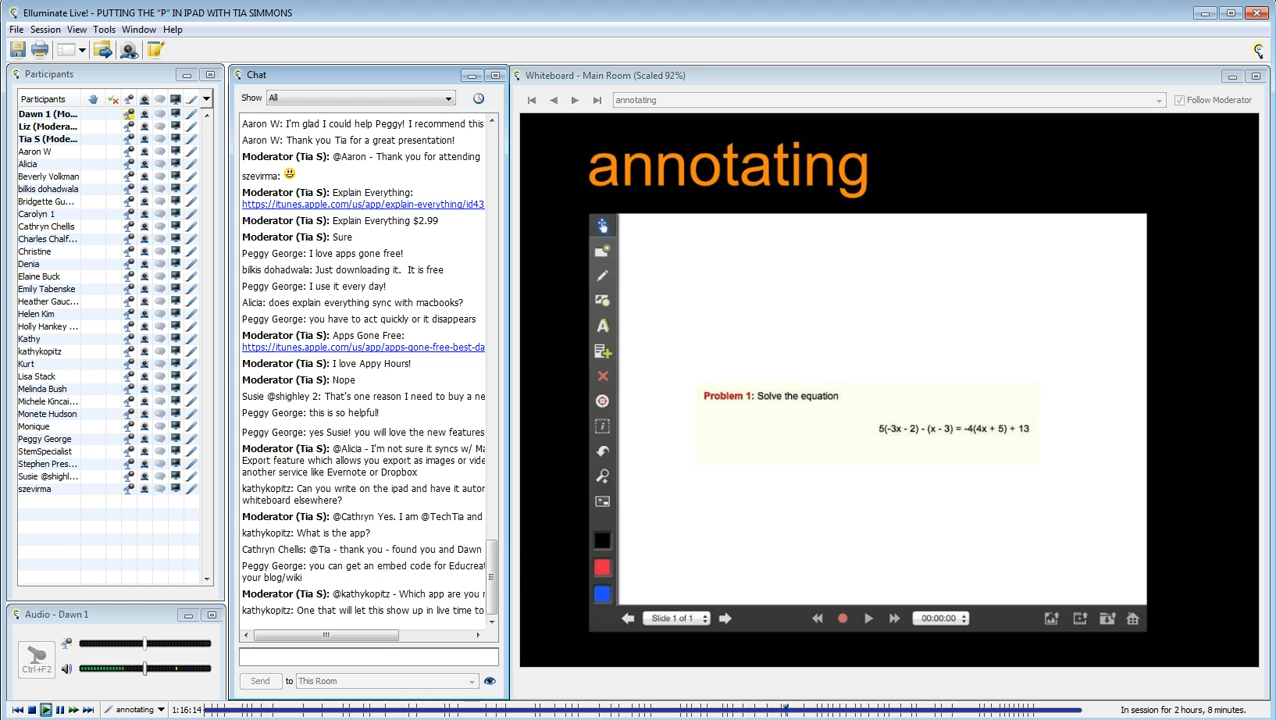 Elluminate Live! - PUTTING THE "P" IN IPAD WITH TIA SIMMONS
File Session View Tools Window Help
Participants
Participants
Dawn 1 (Mo...
Liz (Modera...
Tia S (Mode...
Aaron W
Alicia
Beverly Volkman
bilkis dohadwala
Bridgette Gu...
Carolyn 1
Cathryn Chellis
Charles Chalf...
Christine
Denia
Elaine Buck
Emily Tabenske
Heather Gauc...
Helen Kim
Holly Hankey ...
Kathy
kathykopitz
Kurt
Lisa Stack
Melinda Bush
Michele Kincai...
Monete Hudson
Monique
Peggy George
StemSpecialist
Stephen Pres...
Susie @shighl...
szevirma
Audio - Dawn 1
Ctrl+F2
Chat
Show All
Aaron W: I'm glad I could help Peggy! I recommend this
Aaron W: Thank you Tia for a great presentation!
Moderator (Tia S): @Aaron - Thank you for attending
szevirma:
Moderator (Tia S): Explain Everything:
https://itunes.apple.com/us/app/explain-everything/id43
Moderator (Tia S): Explain Everything $2.99
Moderator (Tia S): Sure
Peggy George: I love apps gone free!
bilkis dohadwala: Just downloading it. It is free
Peggy George: I use it every day!
Alicia: does explain everything sync with macbooks?
Peggy George: you have to act quickly or it disappears
Moderator (Tia S): Apps Gone Free:
https://itunes.apple.com/us/app/apps-gone-free-best-da
Moderator (Tia S): I love Appy Hours!
Moderator (Tia S): Nope
Susie @shighley 2: That's one reason I need to buy a ne
Peggy George: this is so helpful!
Peggy George: yes Susie! you will love the new features
Moderator (Tia S): @Alicia - I'm not sure it syncs w/ Ma
Export feature which allows you export as images or vide
another service like Evernote or Dropbox
kathykopitz: Can you write on the ipad and have it auton
whiteboard elsewhere?
Moderator (Tia S): @Cathryn Yes. I am @TechTia and
kathykopitz: What is the app?
Cathryn Chellis: @Tia - thank you - found you and Dawn
Peggy George: you can get an embed code for Educreat
your blog/wiki
Moderator (Tia S): @kathykopitz - Which app are you r
kathykopitz: One that will let this show up in live time to
Send to This Room
Whiteboard - Main Room (Scaled 92%)
annotating
Follow Moderator
annotating
A
Problem 1: Solve the equation
5(-3x - 2) - (x - 3) = -4(4x + 5) + 13
Slide 1 of 1
00:00:00
annotating
1:16:14
In session for 2 hours, 8 minutes.